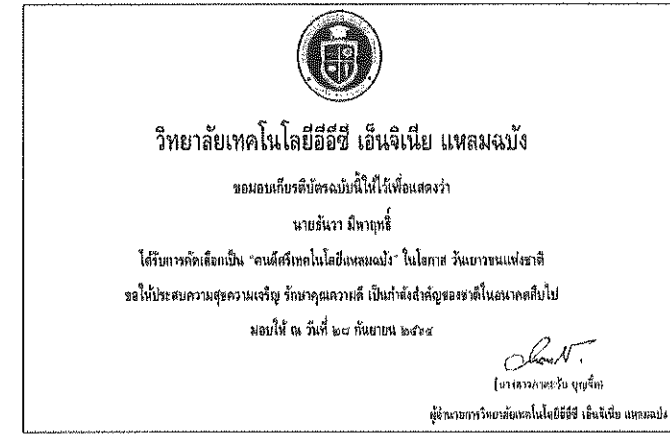 วิทยาลัยเทคโนโลยีอีอีซี เอ็นจิเนีย แหลมฉบัง
ขอมอบเกียรติบัตรฉบับนี้ให้ไว้เพื่อแสดงว่า
นายธันวา มีหาฤทธิ์
ได้รับการคัดเลือกเป็น "คนดีศรีเทคโนโลยีแหลมฉบัง" ในโอกาส วันเยาวชนแห่งชาติ
ขอให้ประสบความสุขความเจริญ รักษาคุณความดี เป็นกำลังสำคัญของชาติในอนาคตสืบไป
มอบให้ ณ วันที่ ๒๘ กันยายน ๒๕๖๔
ผู้อำนวยการวิทยาลัยเทคโนโลยีอีอีซี เอ็นจิเนีย แหลมฉบัง